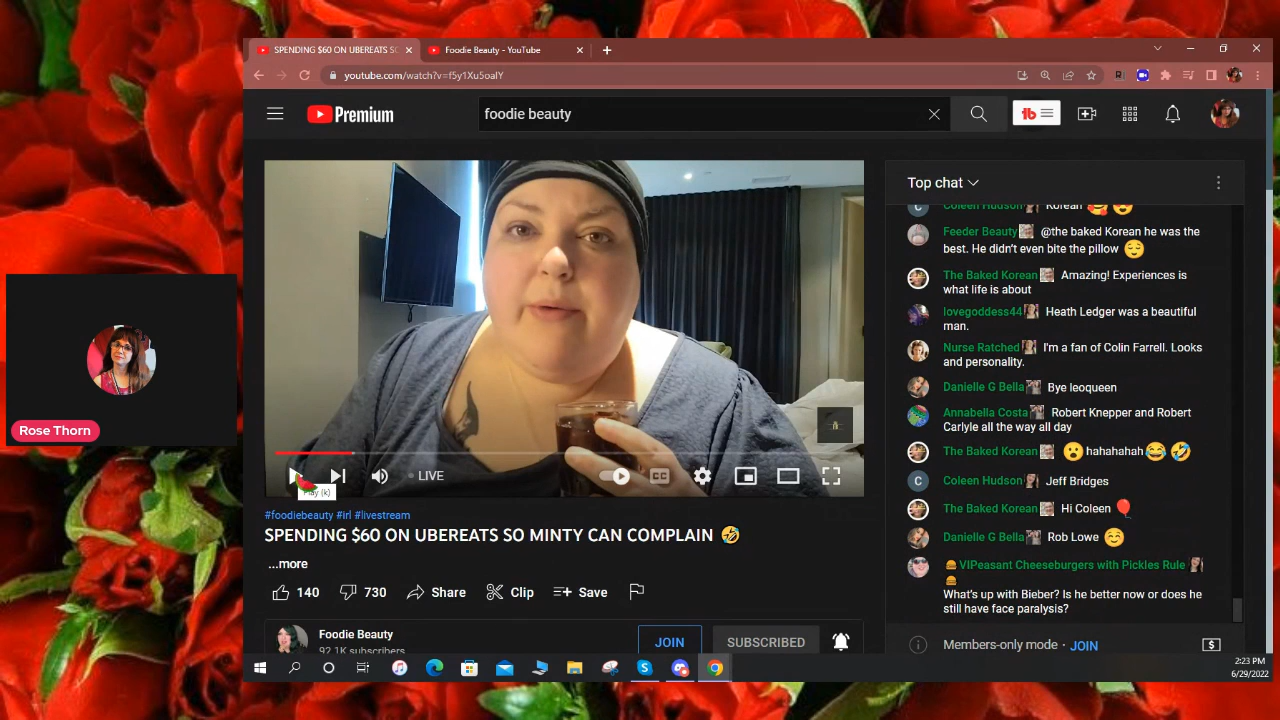 SPENDING $60 ON UBEREATS SO
Foodie Beauty - YouTube
youtube.com/watch?v=f5y1Xu5oalY
Premium
foodie beauty
tb
Top chat
Coleen Hudson Korean
Feeder Beauty @the baked Korean he was the
best. He didn't even bite the pillow
The Baked Korean Amazing! Experiences is
what life is about
lovegoddess44 Heath Ledger was a beautiful
man.
Nurse Ratched I'm a fan of Colin Farrell. Looks
and personality.
Danielle G Bella Bye leoqueen
Annabella Costa Robert Knepper and Robert
Carlyle all the way all day
The Baked Korean hahahahah
C
Coleen Hudson Jeff Bridges
The Baked Korean Hi Coleen
Danielle G Bella Rob Lowe
VIPeasant Cheeseburgers with Pickles Rule
What's up with Bieber? Is he better now or does he
still have face paralysis?
Members-only mode · JOIN
Rose Thorn
LIVE
CC
Play (k)
#foodiebeauty #irl #livestream
SPENDING $60 ON UBEREATS SO MINTY CAN COMPLAIN 🤣
...more
140
730
Share
Clip
Save
Foodie Beauty
92.1K subscribers
JOIN
SUBSCRIBED
2:23 PM
6/29/2022